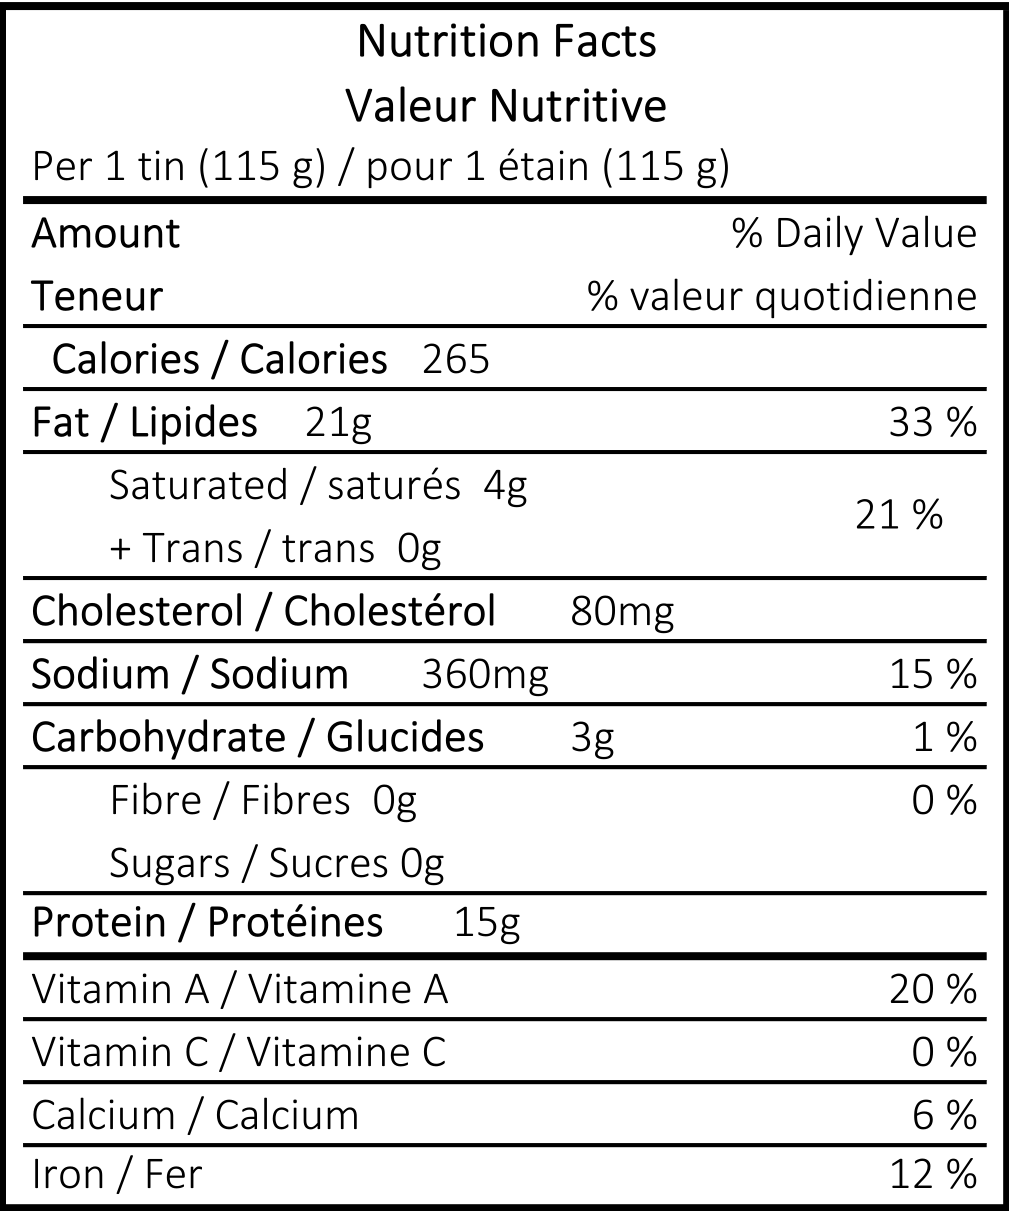 Nutrition Facts
Valeur Nutritive
Per 1 tin (115 g) / pour 1 étain (115 g)
Amount % Daily Value
Teneur % valeur quotidienne
Calories / Calories 265
Fat / Lipides 21g 33 %
Saturated / saturés 4g
21 %
+ Trans / trans 0g
Cholesterol / Cholestérol 80mg
Sodium / Sodium 360mg 15 %
Carbohydrate / Glucides 3g 1 %
Fibre / Fibres 0g 0 %
Sugars / Sucres 0g
Protein / Protéines 15g
Vitamin A / Vitamine A 20 %
Vitamin C / Vitamine C 0 %
Calcium / Calcium 6 %
Iron / Fer 12 %